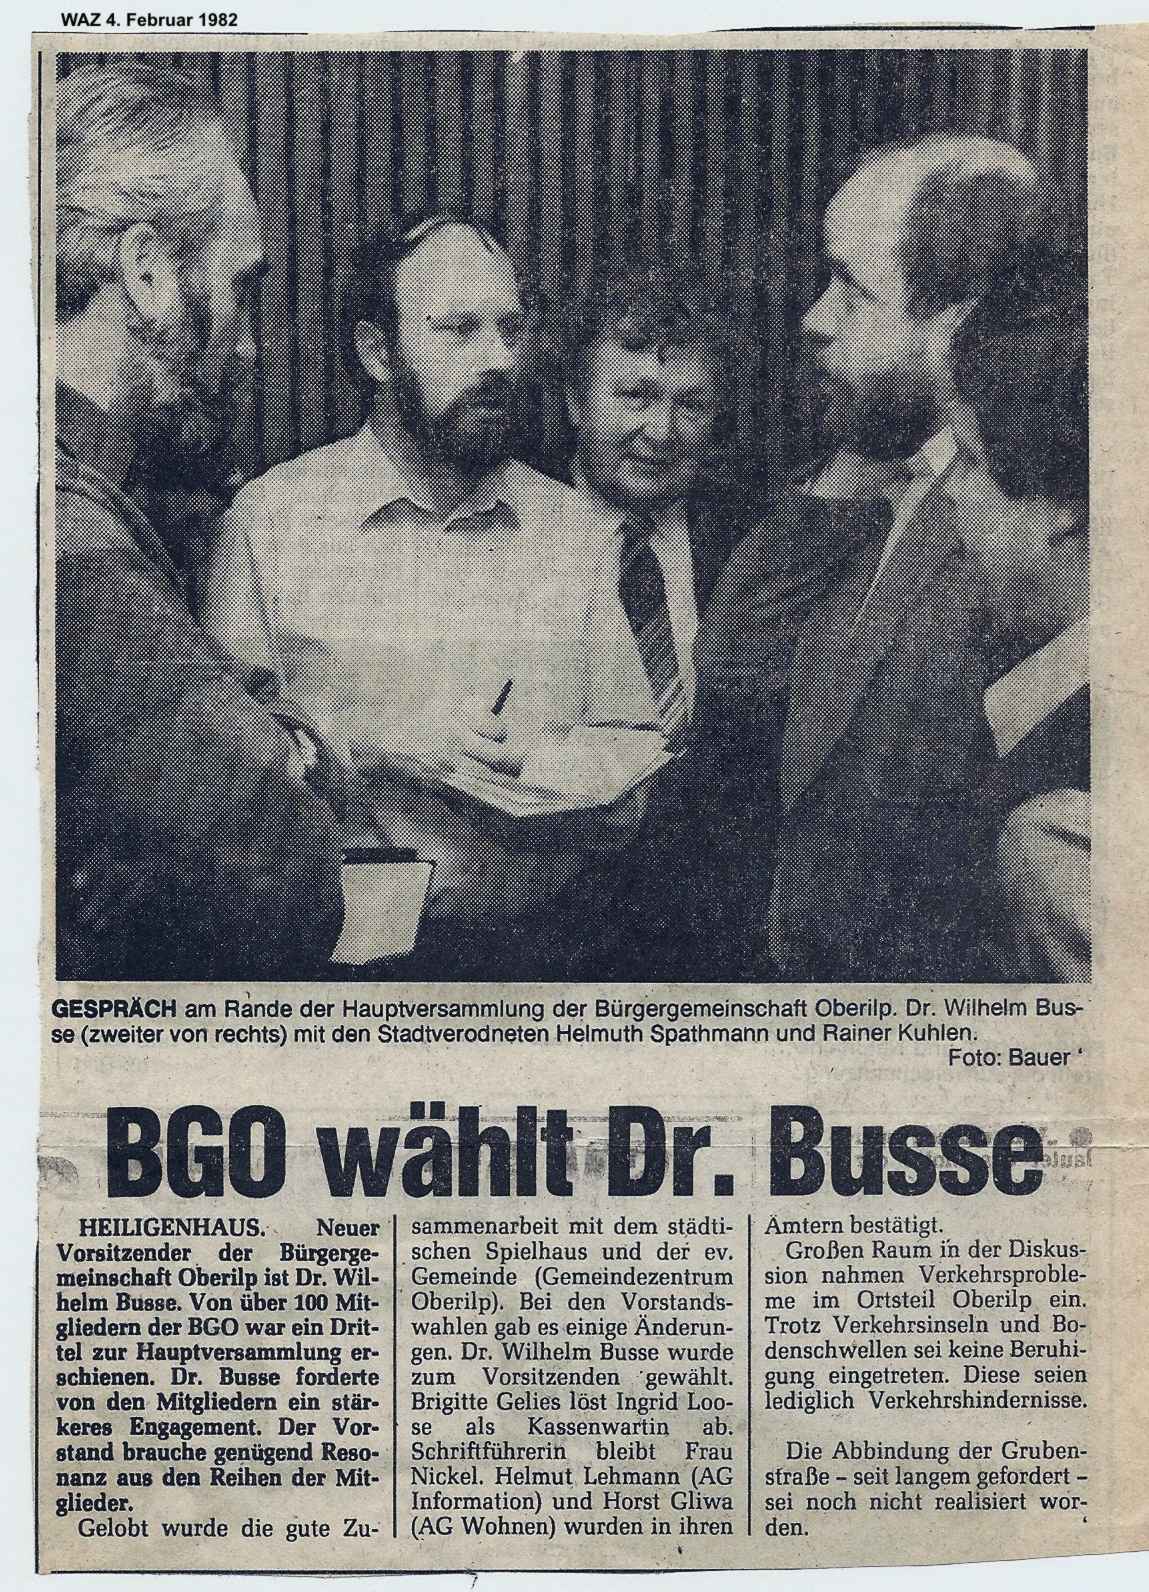 WAZ 4. Februar 1982
GESPRÄCH am Rande der Hauptversammlung der Bürgergemeinschaft Oberilp. Dr. Wilhelm Bus-
se (zweiter von rechts) mit den Stadtverodneten Helmuth Spathmann und Rainer Kuhlen.
Foto: Bauer
BGO wählt Dr. Busse
HEILIGENHAUS. Neuer
Vorsitzender der Bürgerge-
meinschaft Oberilp ist Dr. Wil-
helm Busse. Von über 100 Mit-
gliedern der BGO war ein Drit-
tel zur Hauptversammlung er-
schienen. Dr. Busse forderte
von den Mitgliedern ein stär-
keres Engagement. Der Vor-
stand brauche genügend Reso-
nanz aus den Reihen der Mit-
glieder.
Gelobt wurde die gute Zu-
sammenarbeit mit dem städti-
schen Spielhaus und der ev.
Gemeinde (Gemeindezentrum
Oberilp). Bei den Vorstands-
wahlen gab es einige Änderun-
gen. Dr. Wilhelm Busse wurde
zum Vorsitzenden gewählt.
Brigitte Gelies löst Ingrid Loo-
se als Kassenwartin ab.
Schriftführerin bleibt Frau
Nickel. Helmut Lehmann (AG
Information) und Horst Gliwa
(AG Wohnen) wurden in ihren
Ämtern bestätigt.
Großen Raum in der Diskus-
sion nahmen Verkehrsproble-
me im Ortsteil Oberilp ein.
Trotz Verkehrsinseln und Bo-
denschwellen sei keine Beruhi-
gung eingetreten. Diese seien
lediglich Verkehrshindernisse.
Die Abbindung der Gruben-
straße – seit langem gefordert –
sei noch nicht realisiert wor-
den.